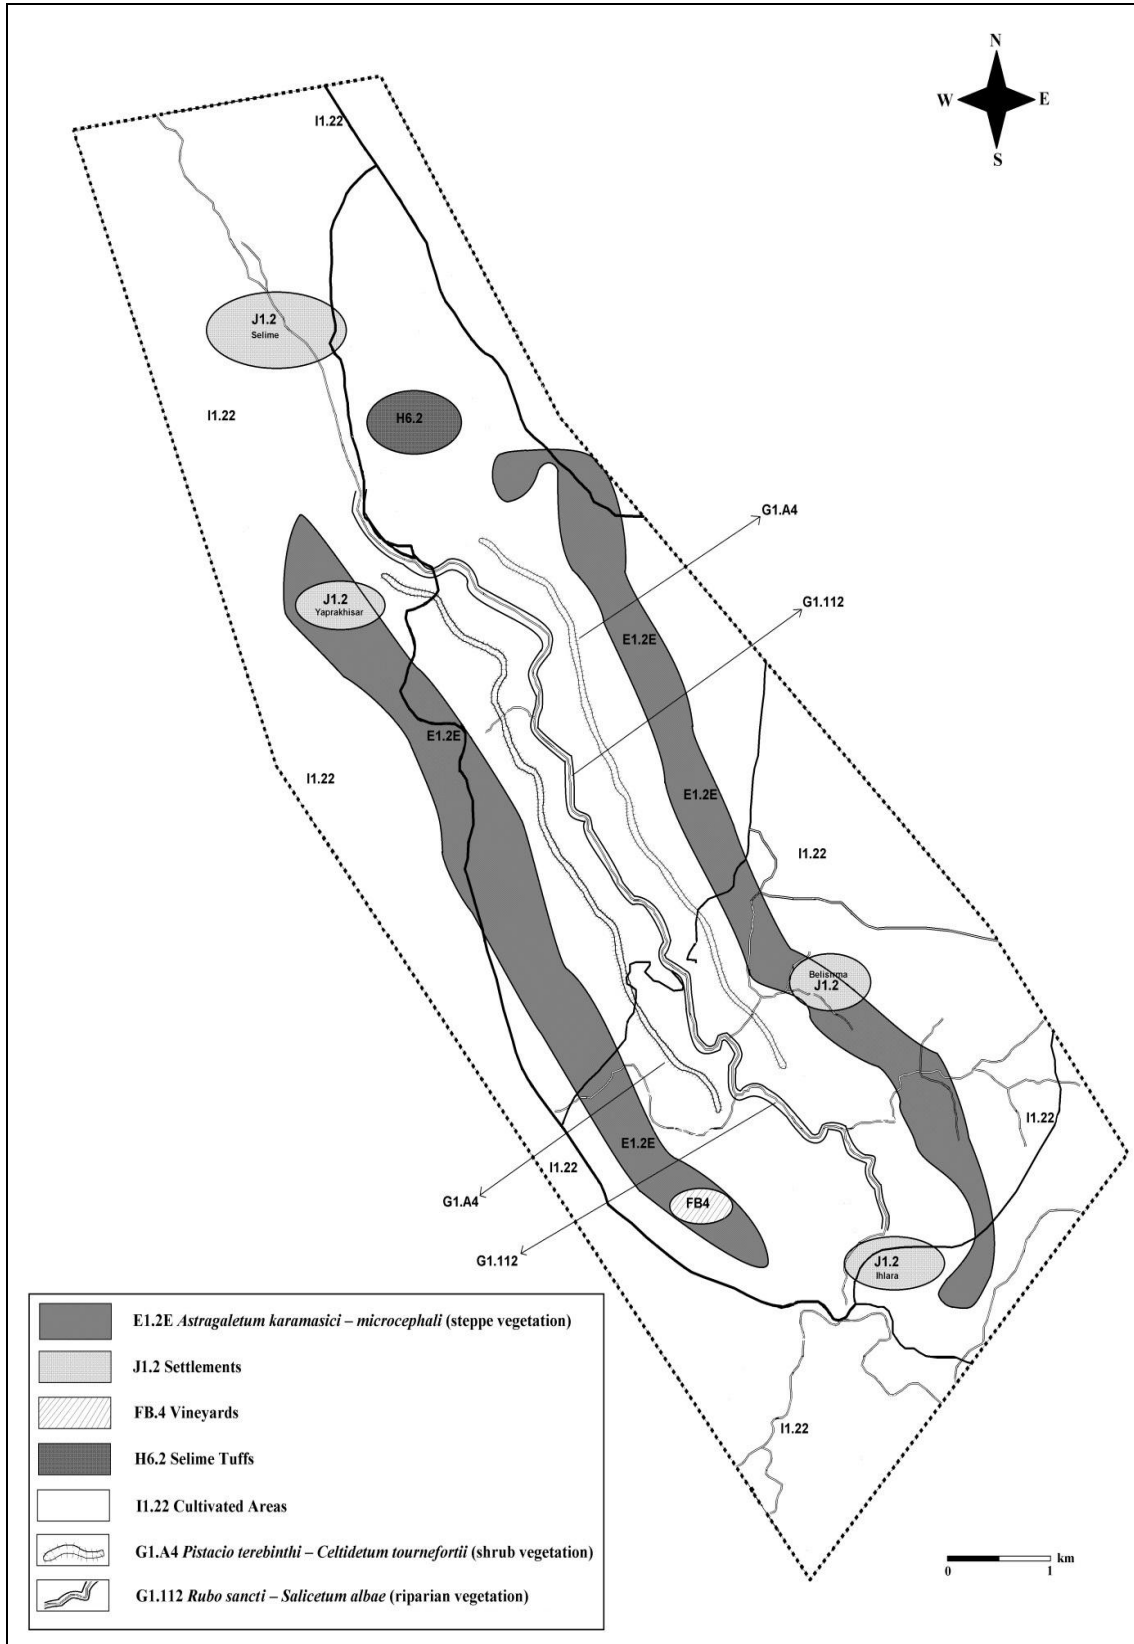 N
W
E
S
I1.22
J1.2
Selime
H6.2
I1.22
G1.A4
J1.2
Yaprakhisar
G1.112
E1.2E
E1.2E
I1.22
E1.2E
I1.22
Belisirma
J1.2
I1.22
E1.2E
I1.22
G1.A4
FB4
G1.112
J1.2
Ihlara
I1.22
E1.2E Astragaletum karamasici – microcephali (steppe vegetation)
J1.2 Settlements
FB.4 Vineyards
H6.2 Selime Tuffs
I1.22 Cultivated Areas
G1.A4 Pistacio terebinthi – Celtidetum tournefortii (shrub vegetation)
G1.112 Rubo sancti – Salicetum albae (riparian vegetation)
km
0 1